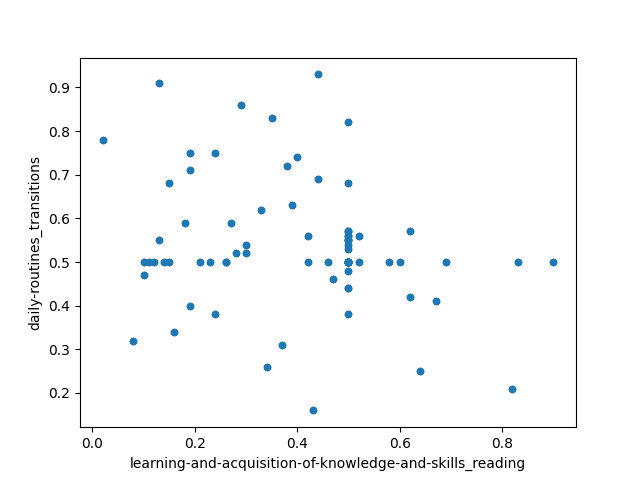 0.9
0.8
0.7
0.6
0.5
0.4
0.3
0.2
daily-routines_transitions
0.0 0.2 0.4 0.6 0.8
learning-and-acquisition-of-knowledge-and-skills_reading